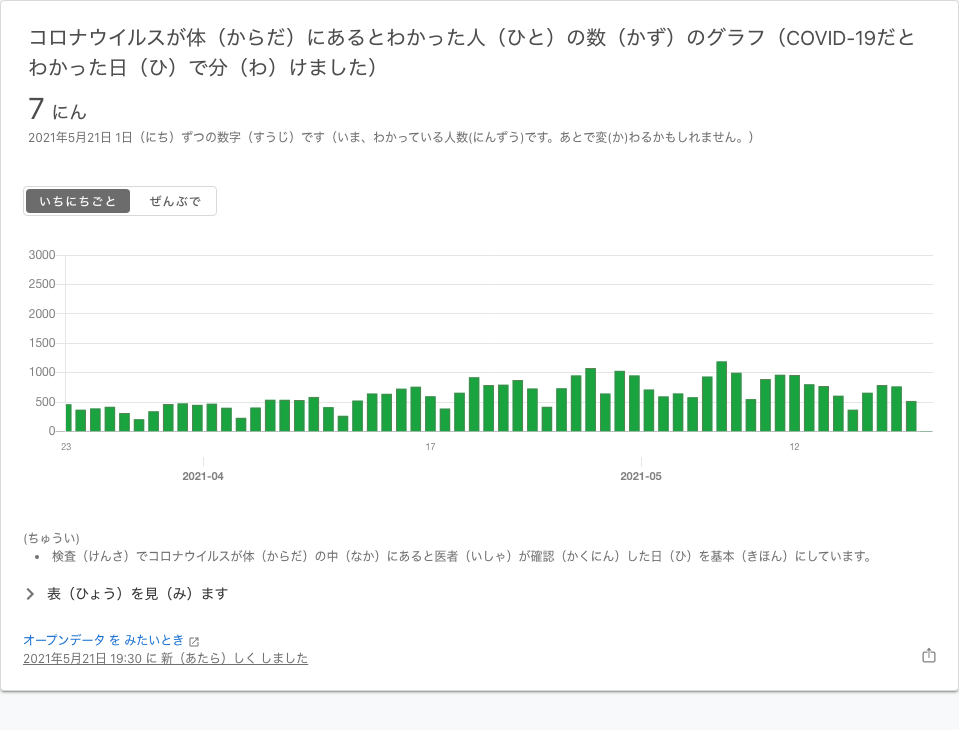 コロナウイルスが体（からだ）にあるとわかった人（ひと）の数（かず）のグラフ（COVID-19だと
わかった日（ひ）で分（わ）けました）
7 にん
2021年5月21日 1日（にち）ずつの数字（すうじ）です（いま、わかっている人数(にんずう)です。あとで変(か)わるかもしれません。）
いちにちごと ぜんぶで
3000
2500
2000
1500
1000
500
0
23 17 12
2021-04 2021-05
(ちゅうい)
• 検査（けんさ）でコロナウイルスが体（からだ）の中（なか）にあると医者（いしゃ）が確認（かくにん）した日（ひ）を基本（きほん）にしています。
表（ひょう）を見（み）ます
オープンデータ を みたいとき
2021年5月21日 19:30 に 新（あたら）しく しました